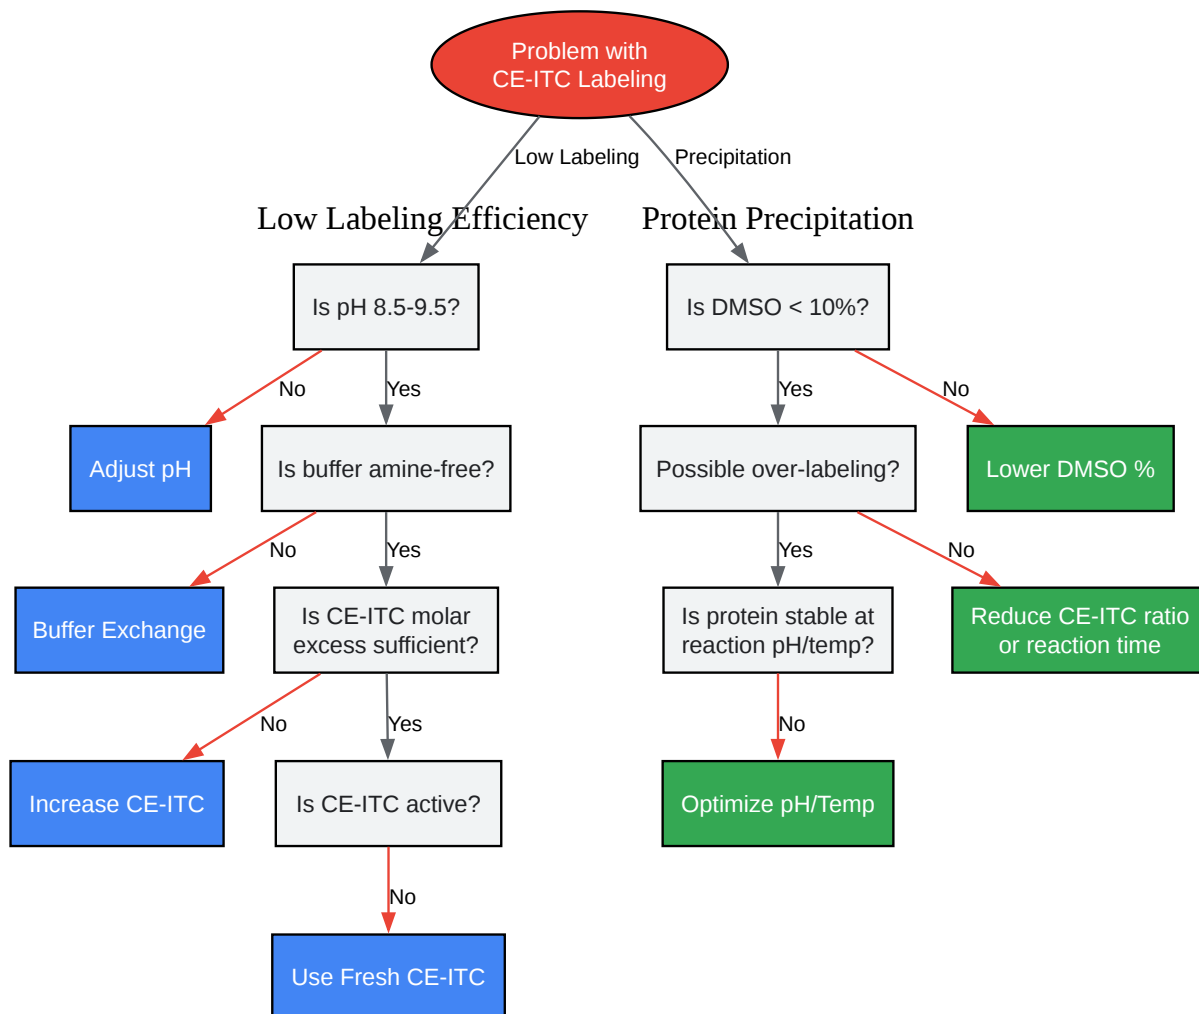 Problem with
CE-ITC Labeling
Low Labeling
Precipitation
Low Labeling Efficiency
Protein Precipitation
Is pH 8.5-9.5?
Is DMSO < 10%?
No
Yes
Yes
No
Adjust pH
Is buffer amine-free?
Possible over-labeling?
Lower DMSO %
No
Yes
Yes
No
Buffer Exchange
Is CE-ITC molar
excess sufficient?
Is protein stable at
reaction pH/temp?
Reduce CE-ITC ratio
or reaction time
No
Yes
No
Increase CE-ITC
Is CE-ITC active?
Optimize pH/Temp
No
Use Fresh CE-ITC